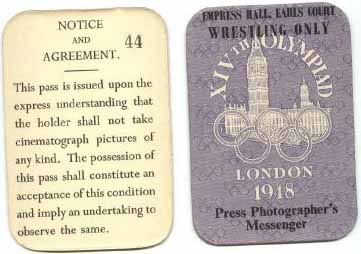 NOTICE
AND
44
AGREEMENT.
This pass is issued upon the
express understanding that
the holder shall not take
cinematograph pictures of
any kind. The possession of
this pass shall constitute an
acceptance of this condition
and imply an undertaking to
observe the same.
EMPRESS HALL, EARLS COURT
WRESTLING ONLY
XIVTH OLYMPIAD
LONDON
1948
Press Photographer's
Messenger